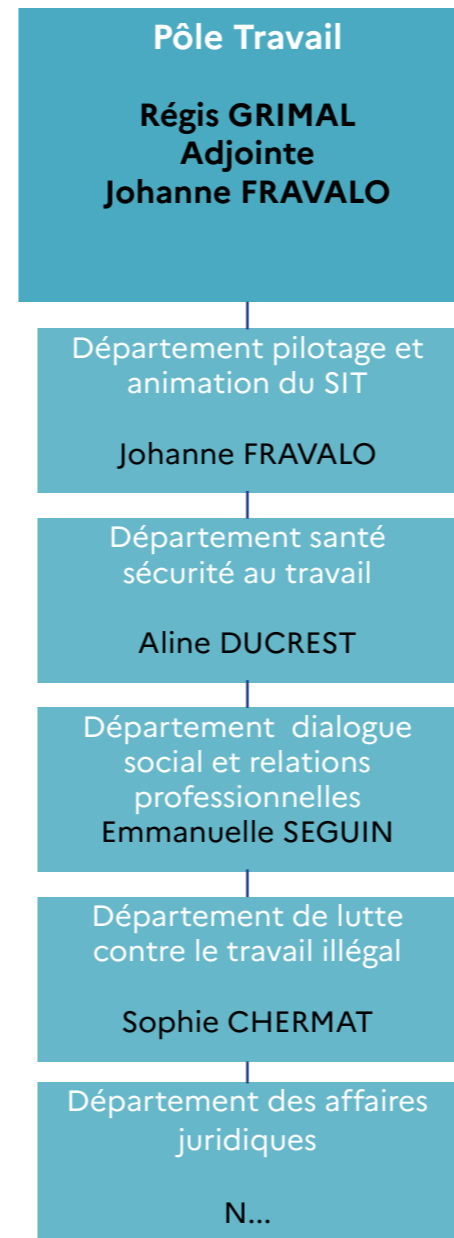 Pôle Travail
Régis GRIMAL
Adjointe
Johanne FRAVALO
Département pilotage et
animation du SIT
Johanne FRAVALO
Département santé
sécurité au travail
Aline DUCREST
Département dialogue
social et relations
professionnelles
Emmanuelle SEGUIN
Département de lutte
contre le travail illégal
Sophie CHERMAT
Département des affaires
juridiques
N...